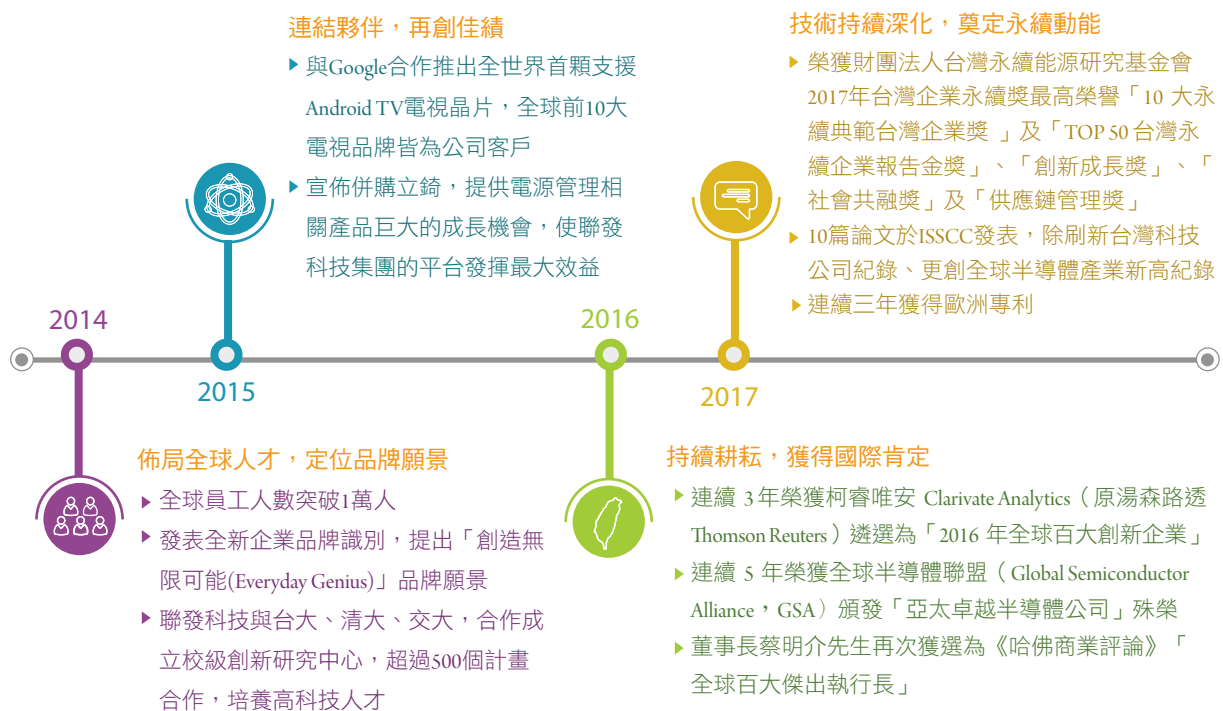 2014
佈局全球人才，定位品牌願景
全球員工人數突破1萬人
發表全新企業品牌識別，提出「創造無
限可能(Everyday Genius)」品牌願景
聯發科技與台大、清大、交大，合作成
立校級創新研究中心，超過500個計畫
合作，培養高科技人才
連結夥伴，再創佳績
與Google合作推出全世界首顆支援
Android TV電視晶片，全球前10大
電視品牌皆為公司客戶
宣佈併購立錡，提供電源管理相
關產品巨大的成長機會，使聯發
科技集團的平台發揮最大效益
2015
2016
持續耕耘，獲得國際肯定
連續 3 年榮獲柯睿唯安 Clarivate Analytics（原湯森路透
Thomson Reuters）遴選為「2016 年全球百大創新企業」
連續 5 年榮獲全球半導體聯盟（Global Semiconductor
Alliance，GSA）頒發「亞太卓越半導體公司」殊榮
董事長蔡明介先生再次獲選為《哈佛商業評論》「
全球百大傑出執行長」
技術持續深化，奠定永續動能
榮獲財團法人台灣永續能源研究基金會
2017年台灣企業永續獎最高榮譽「10 大永
續典範台灣企業獎 」及「TOP 50 台灣永
續企業報告金獎」、「創新成長獎」、「
社會共融獎」及「供應鏈管理獎」
10篇論文於ISSCC發表，除刷新台灣科技
公司紀錄、更創全球半導體產業新高紀錄
連續三年獲得歐洲專利
2017